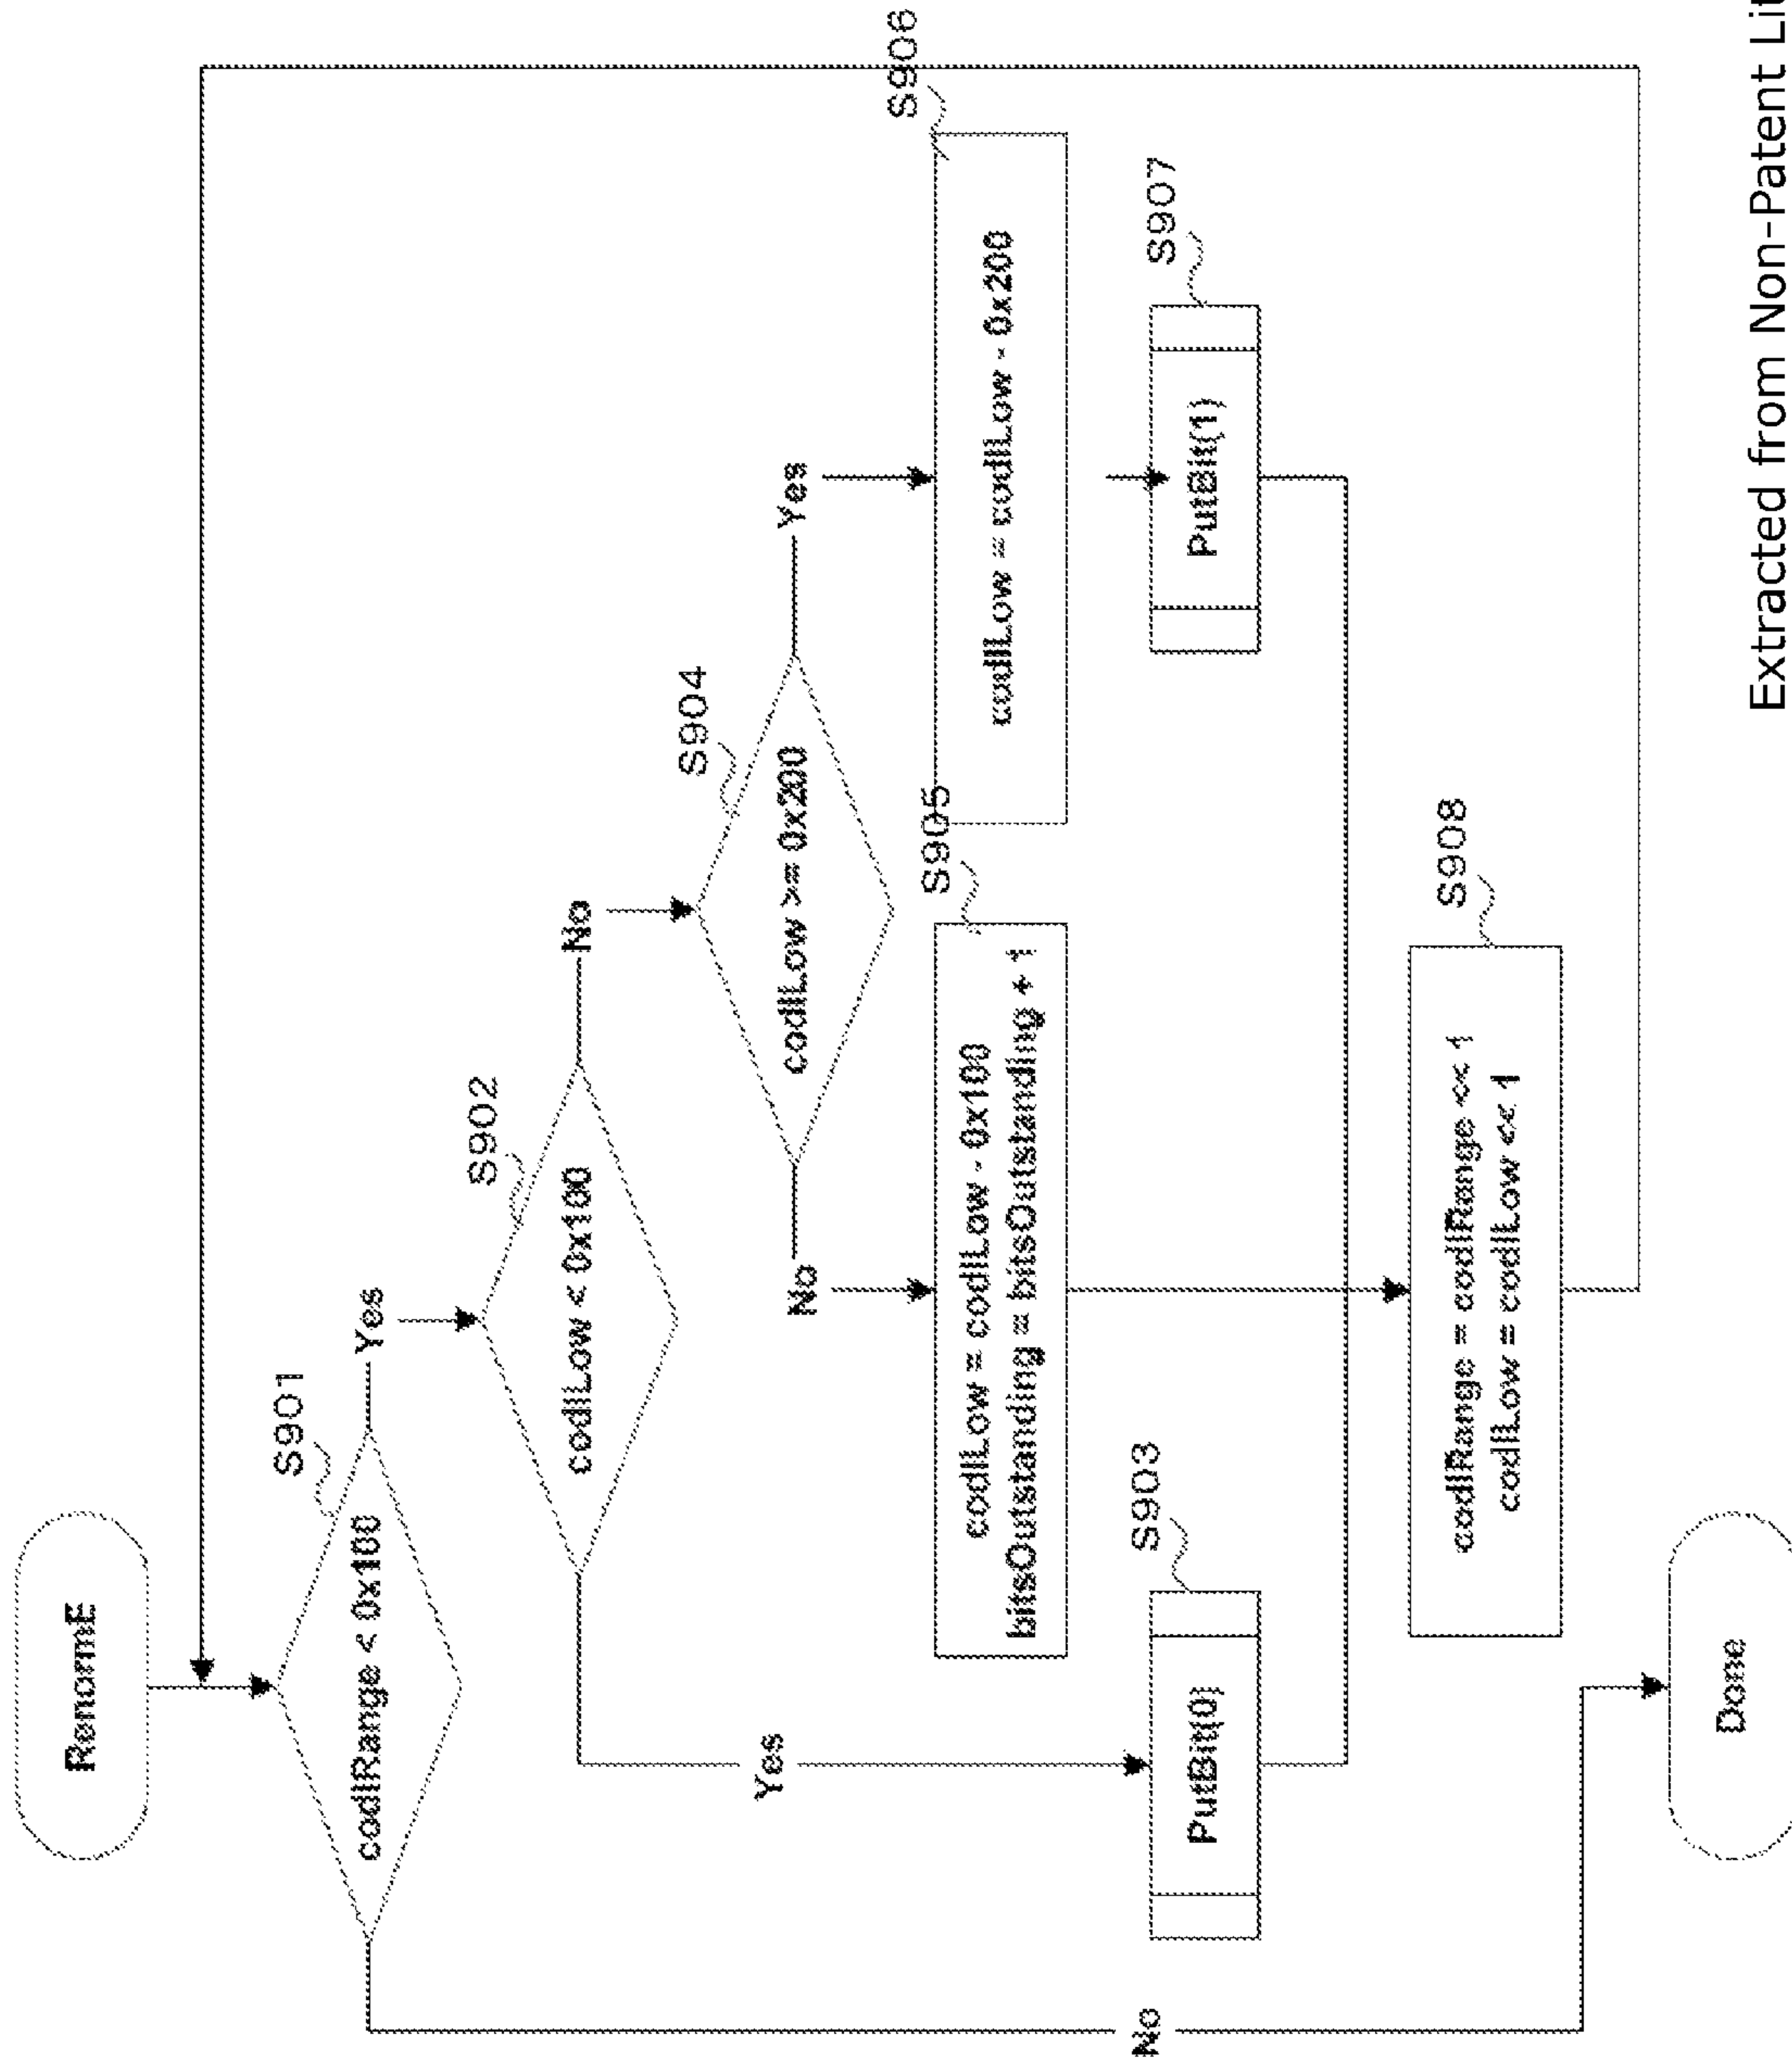 RenomE
S901
codIRange < 0x100
Yes
No
S902
codILow < 0x100
Yes
No
S904
codILow >= 0x200
No
Yes
S903
PutBit(0)
S905
codILow = codILow - 0x100
bitsOutstanding = bitsOutstanding + 1
S906
codILow = codILow - 0x200
S907
PutBit(1)
S908
codIRange = codIRange << 1
codILow = codILow << 1
Done
Extracted from Non-Patent Lit